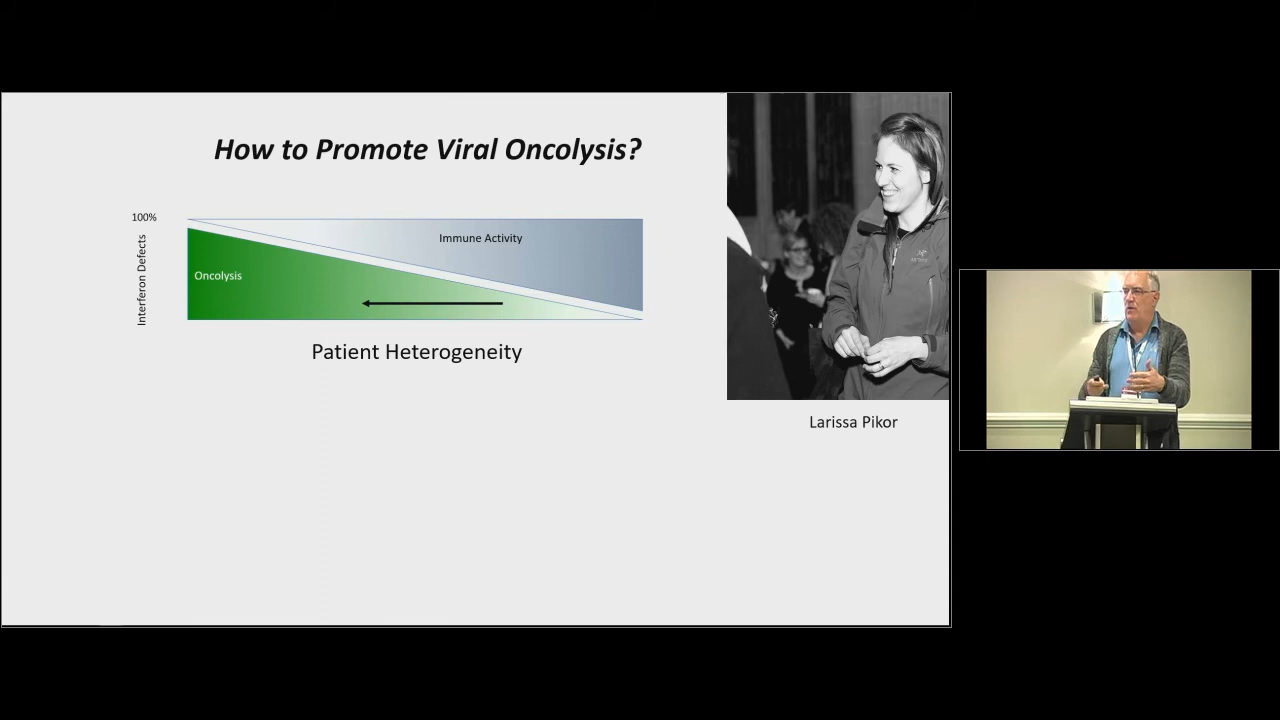 How to Promote Viral Oncolysis?
100%
Interferon Defects
Immune Activity
Oncolysis
Patient Heterogeneity
Larissa Pikor